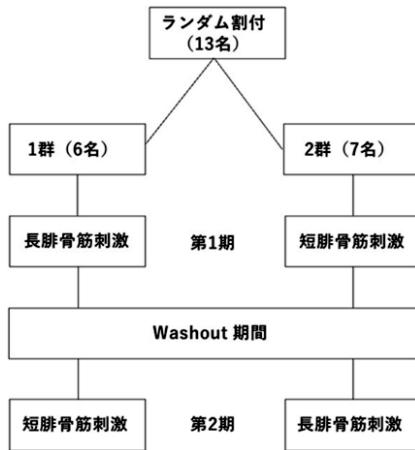 ランダム割付
（13名）
1群（6名）
2群（7名）
長腓骨筋刺激
第1期
短腓骨筋刺激
Washout 期間
短腓骨筋刺激
第2期
長腓骨筋刺激